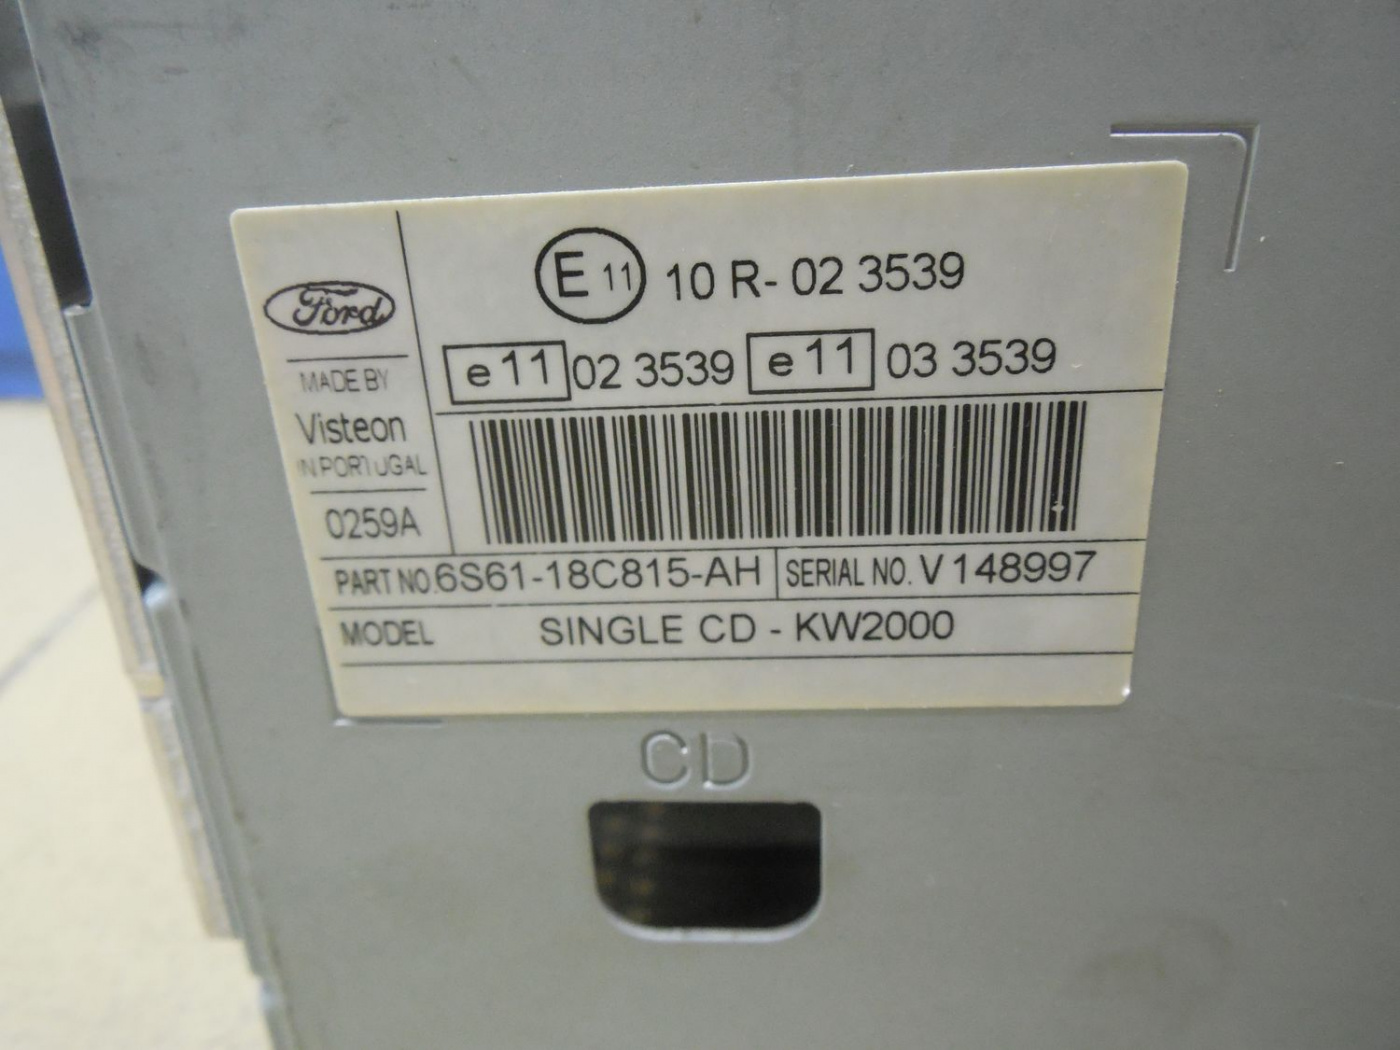 Ford
MADE BY
Visteon
IN PORTUGAL
0259A
E 11 10 R- 02 3539
e 11 02 3539 e 11 03 3539
PART NO. 6S61-18C815-AH SERIAL NO. V 148997
MODEL SINGLE CD - KW2000
CD